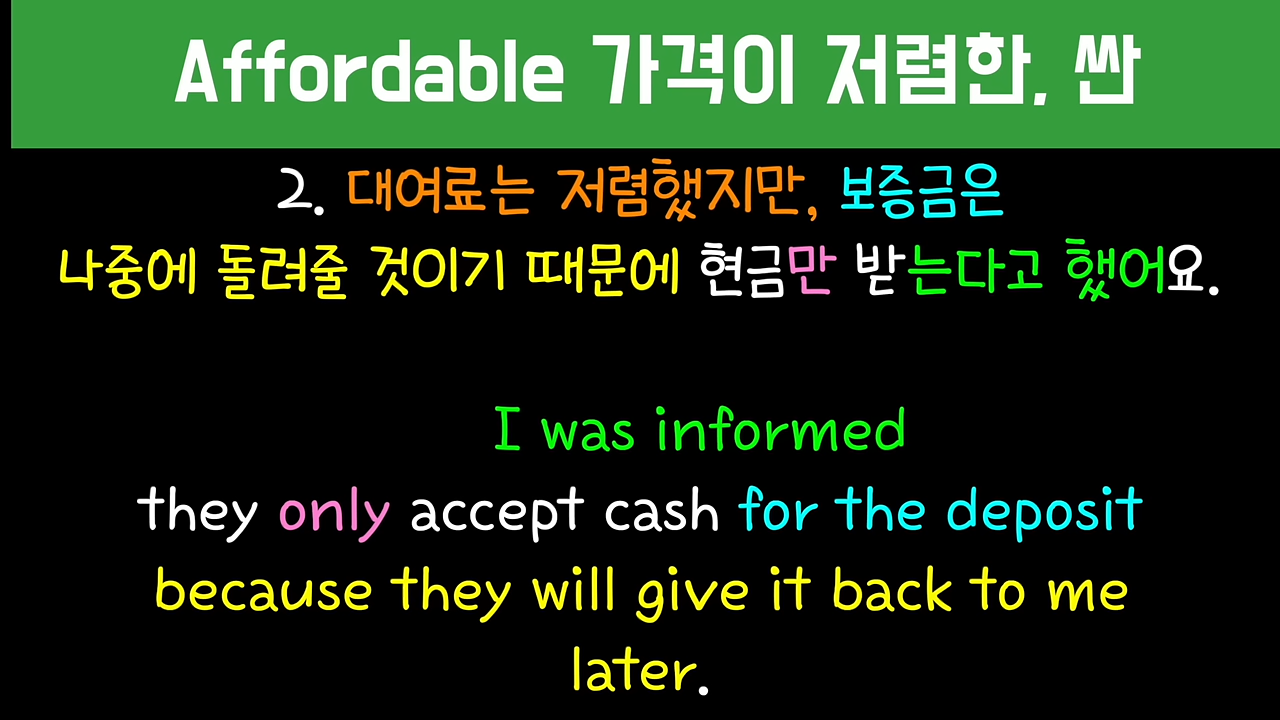 Affordable 가격이 저렴한, 싼
2. 대여료는 저렴했지만, 보증금은
나중에 돌려줄 것이기 때문에 현금만 받는다고 했어요.
I was informed
they only accept cash for the deposit
because they will give it back to me
later.